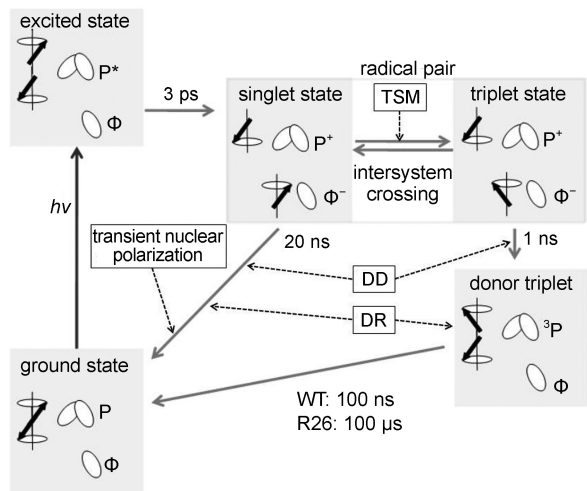 excited state
P*
Φ
3 ps
singlet state
P⁺
Φ⁻
radical pair
TSM
intersystem
crossing
triplet state
P⁺
Φ⁻
hν
transient nuclear
polarization
20 ns
DD
DR
1 ns
donor triplet
³P
Φ
ground state
P
Φ
WT: 100 ns
R26: 100 µs